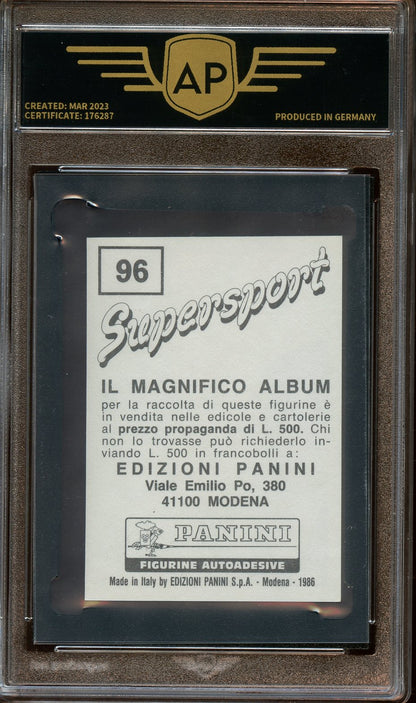 AP
CREATED: MAR 2023
CERTIFICATE: 176287
PRODUCED IN GERMANY
96
Supersport
IL MAGNIFICO ALBUM
per la raccolta di queste figurine è
in vendita nelle edicole e cartolerie
al prezzo propaganda di L. 500. Chi
non lo trovasse può richiederlo in-
viando L. 500 in francobolli a:
EDIZIONI PANINI
Viale Emilio Po, 380
41100 MODENA
PANINI
FIGURINE AUTOADESIVE
Made in Italy by EDIZIONI PANINI S.p.A. - Modena - 1986